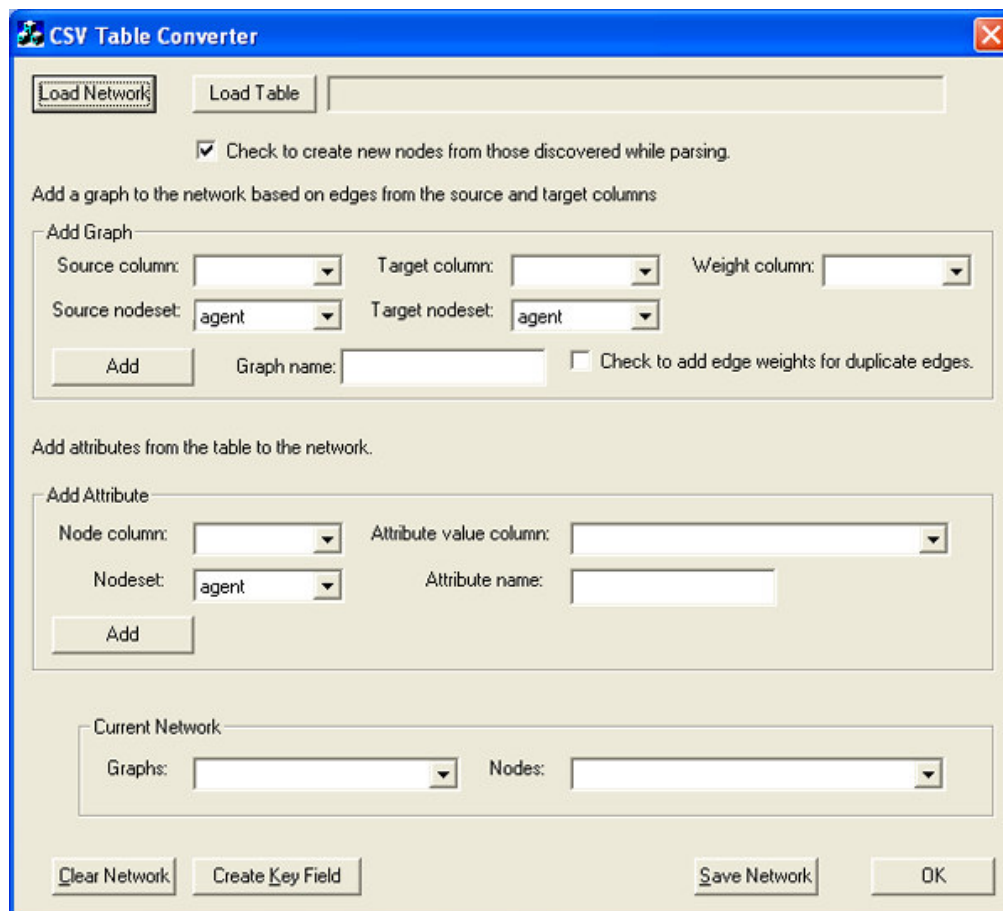 CSV Table Converter
Load Network Load Table
Check to create new nodes from those discovered while parsing.
Add a graph to the network based on edges from the source and target columns
Add Graph
Source column: Target column: Weight column:
Source nodeset: agent Target nodeset: agent
Add Graph name: Check to add edge weights for duplicate edges.
Add attributes from the table to the network.
Add Attribute
Node column: Attribute value column:
Nodeset: agent Attribute name:
Add
Current Network
Graphs: Nodes:
Clear Network Create Key Field Save Network OK